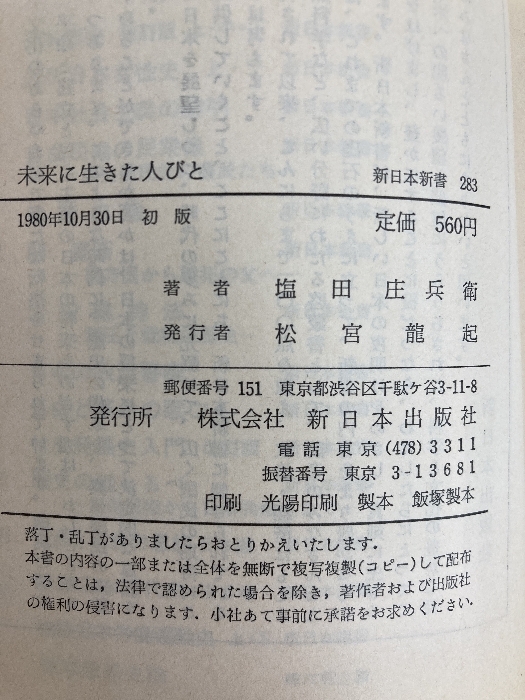 未来に生きた人びと 新日本新書 283
1980年10月30日 初版 定価 560円
著者 塩田庄兵衛
発行者 松宮龍起
郵便番号 151 東京都渋谷区千駄ケ谷3-11-8
発行所 株式会社 新日本出版社
電話 東京 (478) 3311
振替番号 東京 3-13681
印刷 光陽印刷 製本 飯塚製本
落丁・乱丁がありましたらおとりかえいたします．
本書の内容の一部または全体を無断で複写複製(コピー)して配布
することは，法律で認められた場合を除き，著作者および出版社
の権利の侵害になります．小社あて事前に承諾をお求めください．